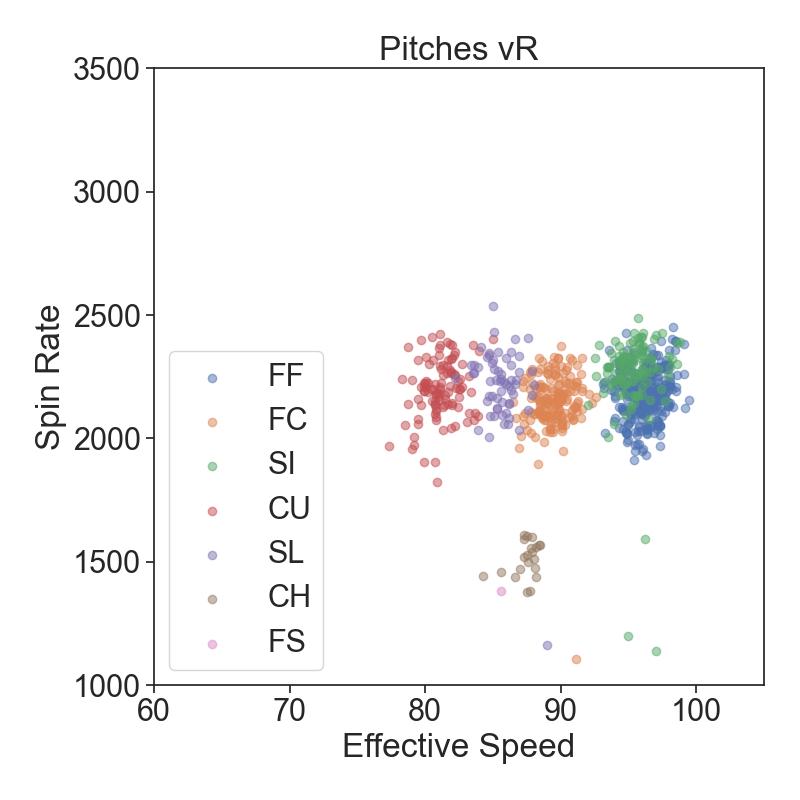 Pitches vR
3500
3000
2500
2000
1500
1000
Spin Rate
FF
FC
SI
CU
SL
CH
FS
60 70 80 90 100
Effective Speed